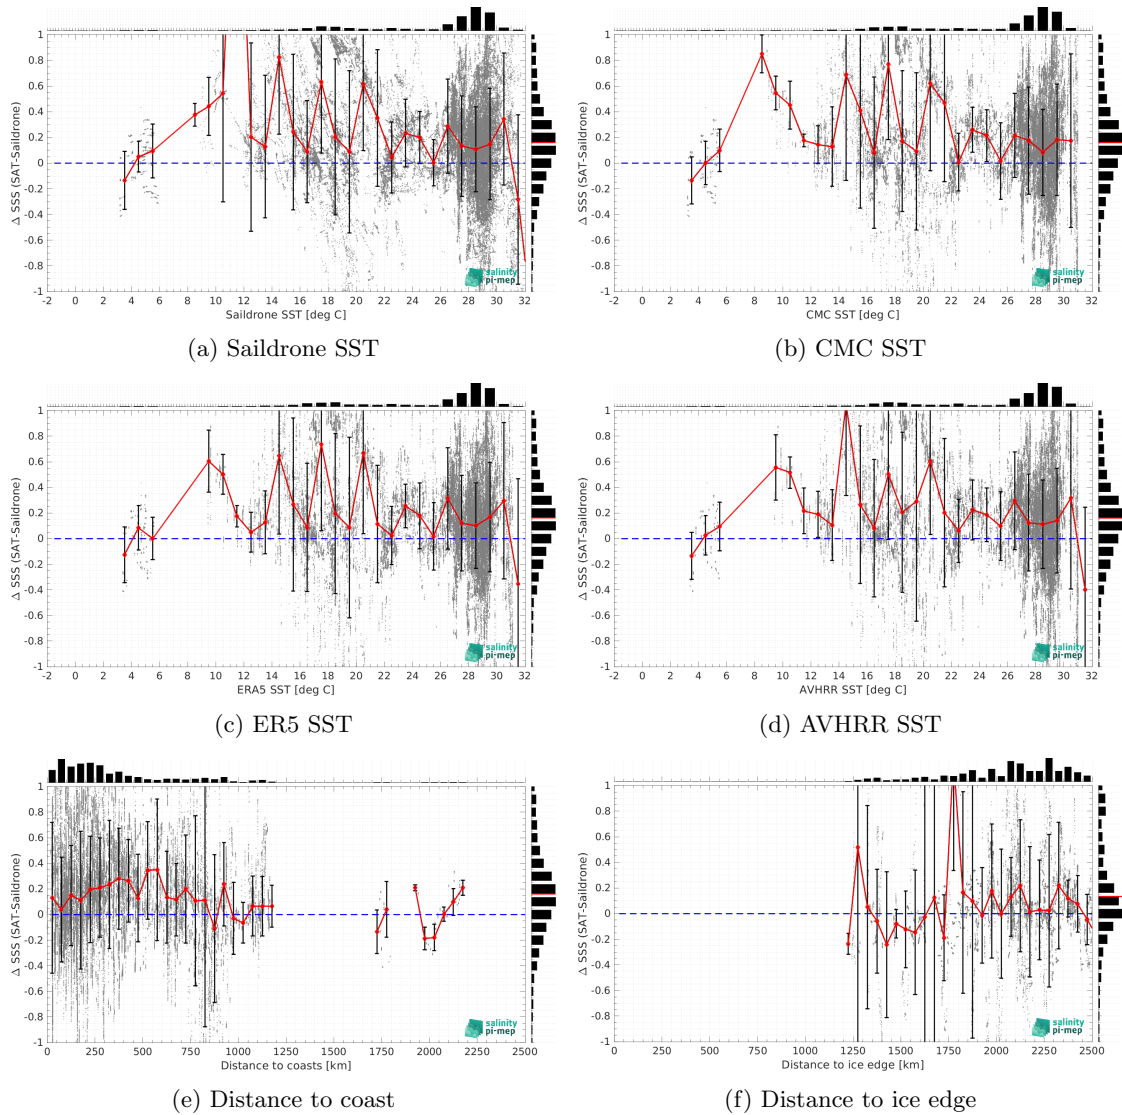 1
0.8
0.6
0.4
0.2
0
-0.2
-0.4
-0.6
-0.8
-1
Δ SSS (SAT-Saildrone)
salinity
pi-mep
-2 0 2 4 6 8 10 12 14 16 18 20 22 24 26 28 30 32
Saildrone SST [deg C]
(a) Saildrone SST
1
0.8
0.6
0.4
0.2
0
-0.2
-0.4
-0.6
-0.8
-1
Δ SSS (SAT-Saildrone)
salinity
pi-mep
-2 0 2 4 6 8 10 12 14 16 18 20 22 24 26 28 30 32
CMC SST [deg C]
(b) CMC SST
1
0.8
0.6
0.4
0.2
0
-0.2
-0.4
-0.6
-0.8
-1
Δ SSS (SAT-Saildrone)
salinity
pi-mep
-2 0 2 4 6 8 10 12 14 16 18 20 22 24 26 28 30 32
ERA5 SST [deg C]
(c) ER5 SST
1
0.8
0.6
0.4
0.2
0
-0.2
-0.4
-0.6
-0.8
-1
Δ SSS (SAT-Saildrone)
salinity
pi-mep
-2 0 2 4 6 8 10 12 14 16 18 20 22 24 26 28 30 32
AVHRR SST [deg C]
(d) AVHRR SST
1
0.8
0.6
0.4
0.2
0
-0.2
-0.4
-0.6
-0.8
-1
Δ SSS (SAT-Saildrone)
salinity
pi-mep
0 250 500 750 1000 1250 1500 1750 2000 2250 2500
Distance to coasts [km]
(e) Distance to coast
1
0.8
0.6
0.4
0.2
0
-0.2
-0.4
-0.6
-0.8
-1
Δ SSS (SAT-Saildrone)
salinity
pi-mep
0 250 500 750 1000 1250 1500 1750 2000 2250 2500
Distance to ice edge [km]
(f) Distance to ice edge